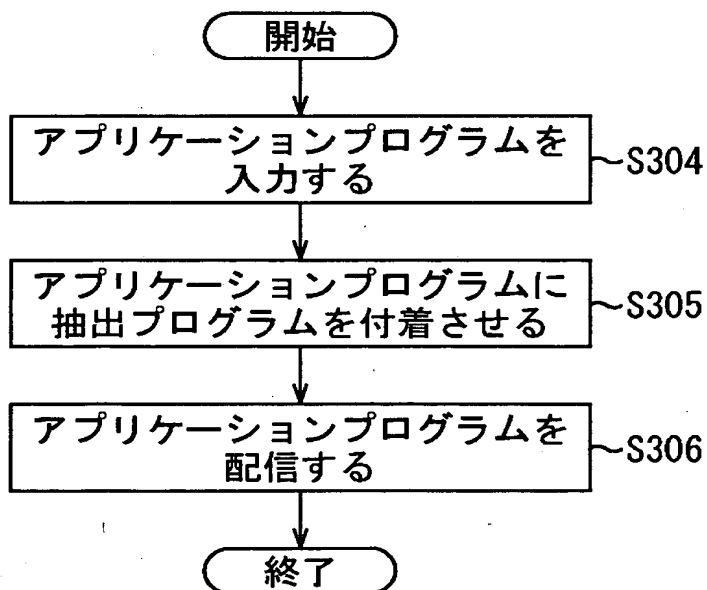 開始
アプリケーションプログラムを
入力する
~S304
アプリケーションプログラムに
抽出プログラムを付着させる
~S305
アプリケーションプログラムを
配信する
~S306
終了